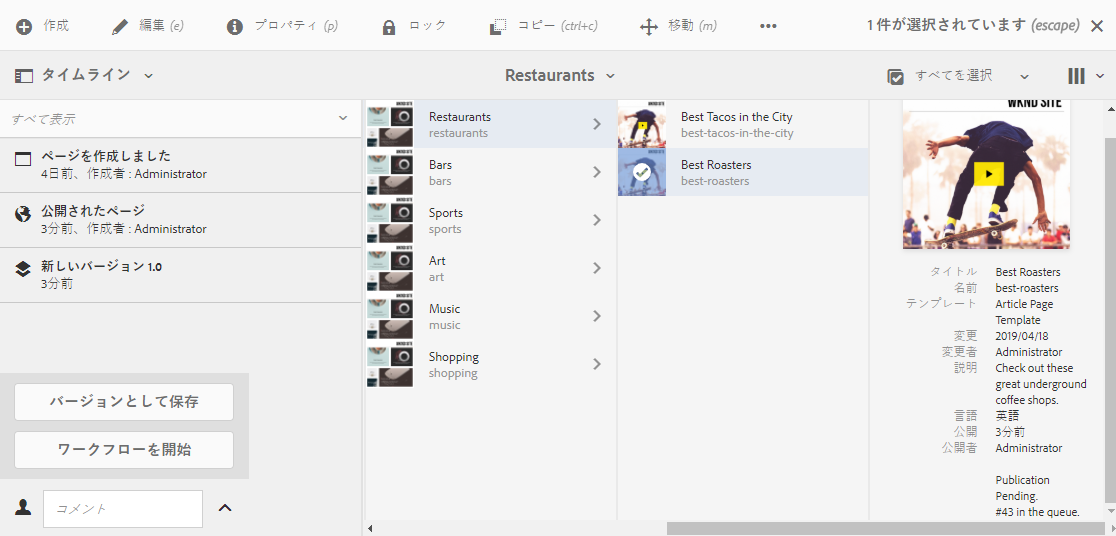 作成
編集 (e)
プロパティ (p)
ロック
コピー (ctrl+c)
移動 (m)
1 件が選択されています (escape)
タイムライン
Restaurants
すべてを選択
すべて表示
ページを作成しました
4日前、作成者 : Administrator
公開されたページ
3分前、作成者 : Administrator
新しいバージョン 1.0
3分前
バージョンとして保存
ワークフローを開始
コメント
Restaurants
restaurants
Bars
bars
Sports
sports
Art
art
Music
music
Shopping
shopping
Best Tacos in the City
best-tacos-in-the-city
Best Roasters
best-roasters
WKND SITE
タイトル Best Roasters
名前 best-roasters
テンプレート Article Page
Template
変更 2019/04/18
変更者 Administrator
説明 Check out these
great underground
coffee shops.
言語 英語
公開 3分前
公開者 Administrator
Publication
Pending.
#43 in the queue.